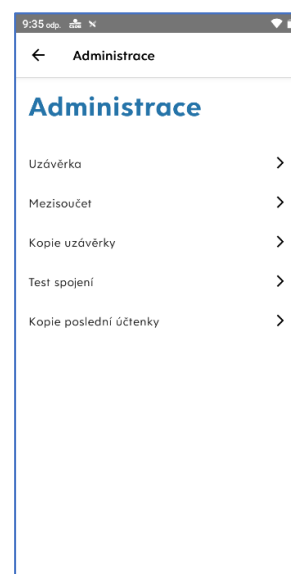 9:35 odp.
Administrace
Administrace
Uzávěrka
Mezisoučet
Kopie uzávěrky
Test spojení
Kopie poslední účtenky